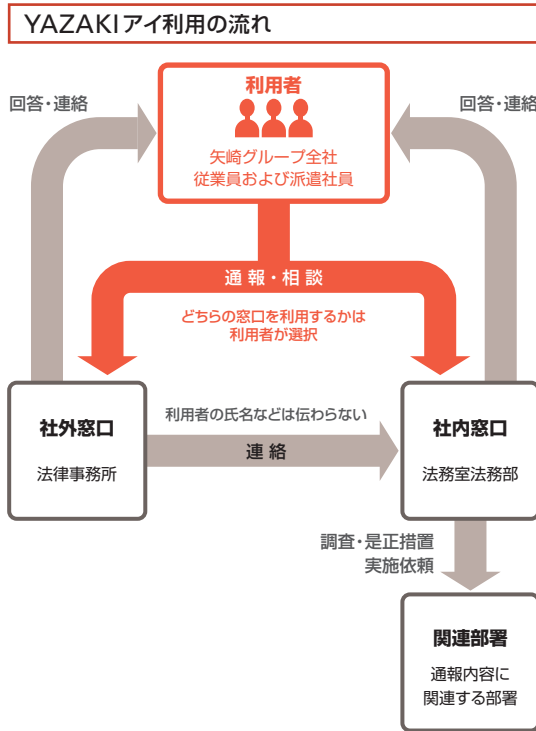 YAZAKIアイ利用の流れ
利用者
回答・連絡
回答・連絡
矢崎グループ全社
従業員および派遣社員
通報・相談
どちらの窓口を利用するかは
利用者が選択
社外窓口
法律事務所
利用者の氏名などは伝わらない
連絡
社内窓口
法務室法務部
調査・是正措置
実施依頼
関連部署
通報内容に
関連する部署